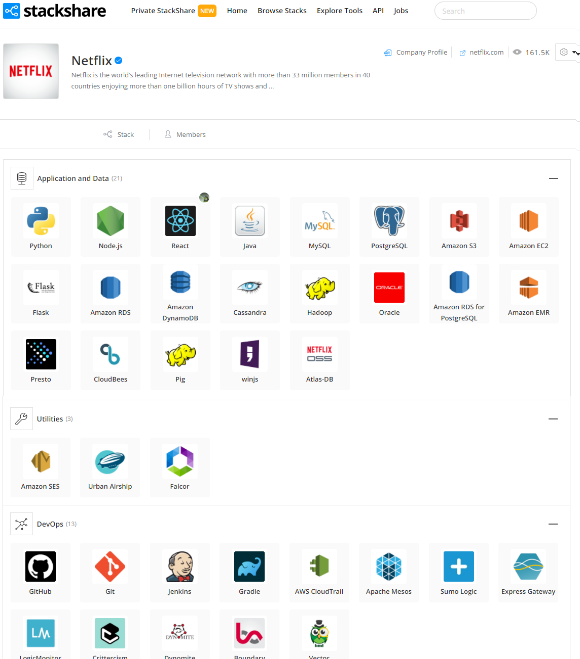 stackshare Private StackShare NEW Home Browse Stacks Explore Tools API Jobs Search
NETFLIX
Netflix
Company Profile netflix.com 161.5K
Netflix is the world's leading Internet television network with more than 33 million members in 40
countries enjoying more than one billion hours of TV shows and ...
Stack Members
Application and Data (21)
MySQL
Python Node.js React Java MySQL PostgreSQL Amazon S3 Amazon EC2
Flask
ORACLE
Flask Amazon RDS Amazon DynamoDB Cassandra Hadoop Oracle Amazon RDS for PostgreSQL Amazon EMR
NETFLIX
OSS
Presto CloudBees Pig winjs Atlas-DB
Utilities (3)
Amazon SES Urban Airship Falcor
DevOps (13)
GitHub Git Jenkins Gradle AWS CloudTrail Apache Mesos Sumo Logic Express Gateway
LM
DYNOMITE
LogicMonitor Crittercism Dynomite Boundary Vector